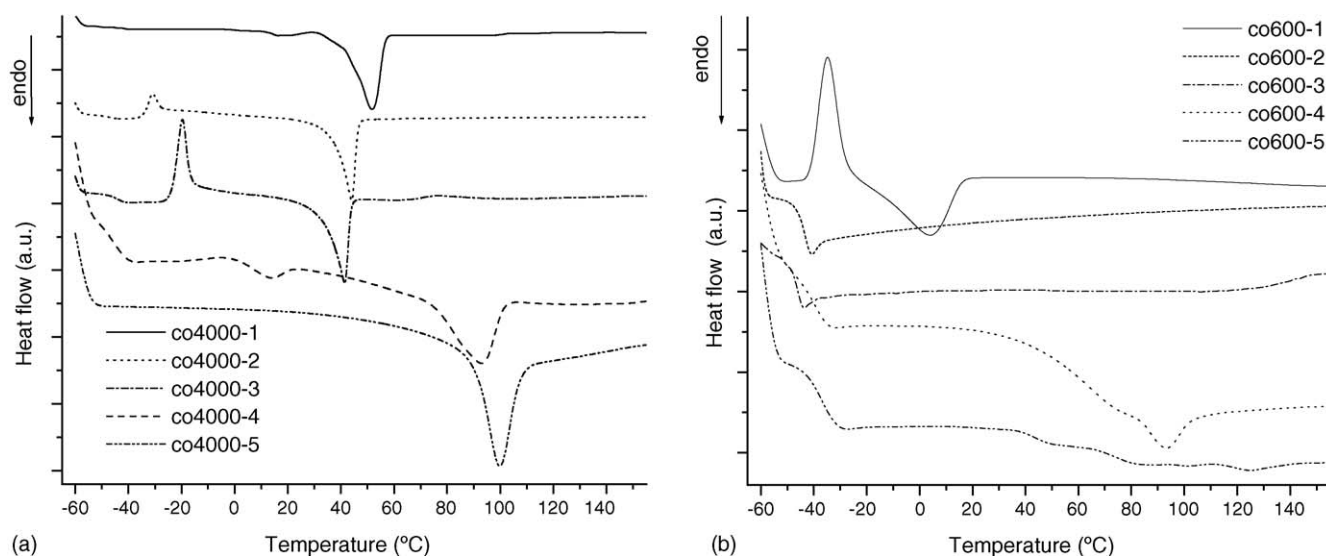 endo
Heat flow (a.u.)
co4000-1
co4000-2
co4000-3
co4000-4
co4000-5
-60 -40 -20 0 20 40 60 80 100 120 140
(a) Temperature (ºC)
endo
Heat flow (a.u.)
co600-1
co600-2
co600-3
co600-4
co600-5
-60 -40 -20 0 20 40 60 80 100 120 140
(b) Temperature (ºC)